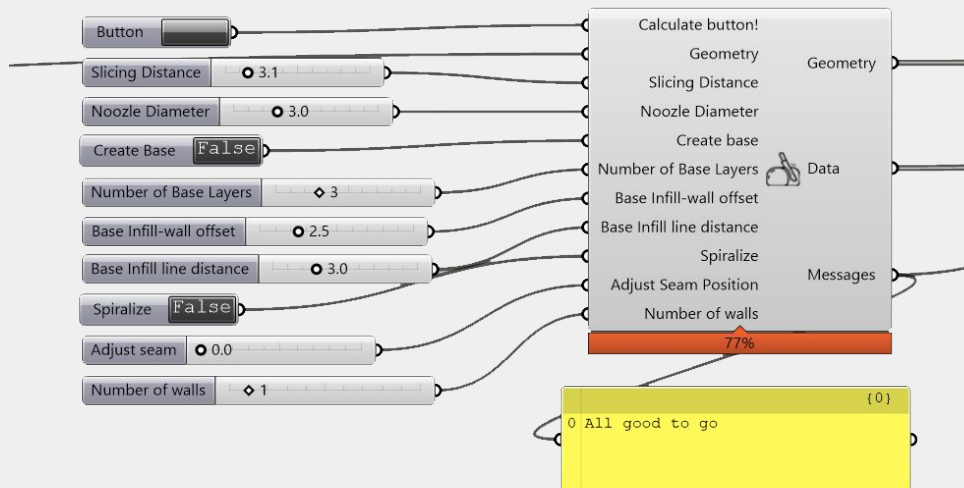 Button
Slicing Distance 3.1
Noozle Diameter 3.0
Create Base False
Number of Base Layers 3
Base Infill-wall offset 2.5
Base Infill line distance 3.0
Spiralize False
Adjust seam 0.0
Number of walls 1
Calculate button!
Geometry
Slicing Distance
Noozle Diameter
Create base
Number of Base Layers
Base Infill-wall offset
Base Infill line distance
Spiralize
Adjust Seam Position
Number of walls
Geometry
Data
Messages
77%
{0}
0 All good to go